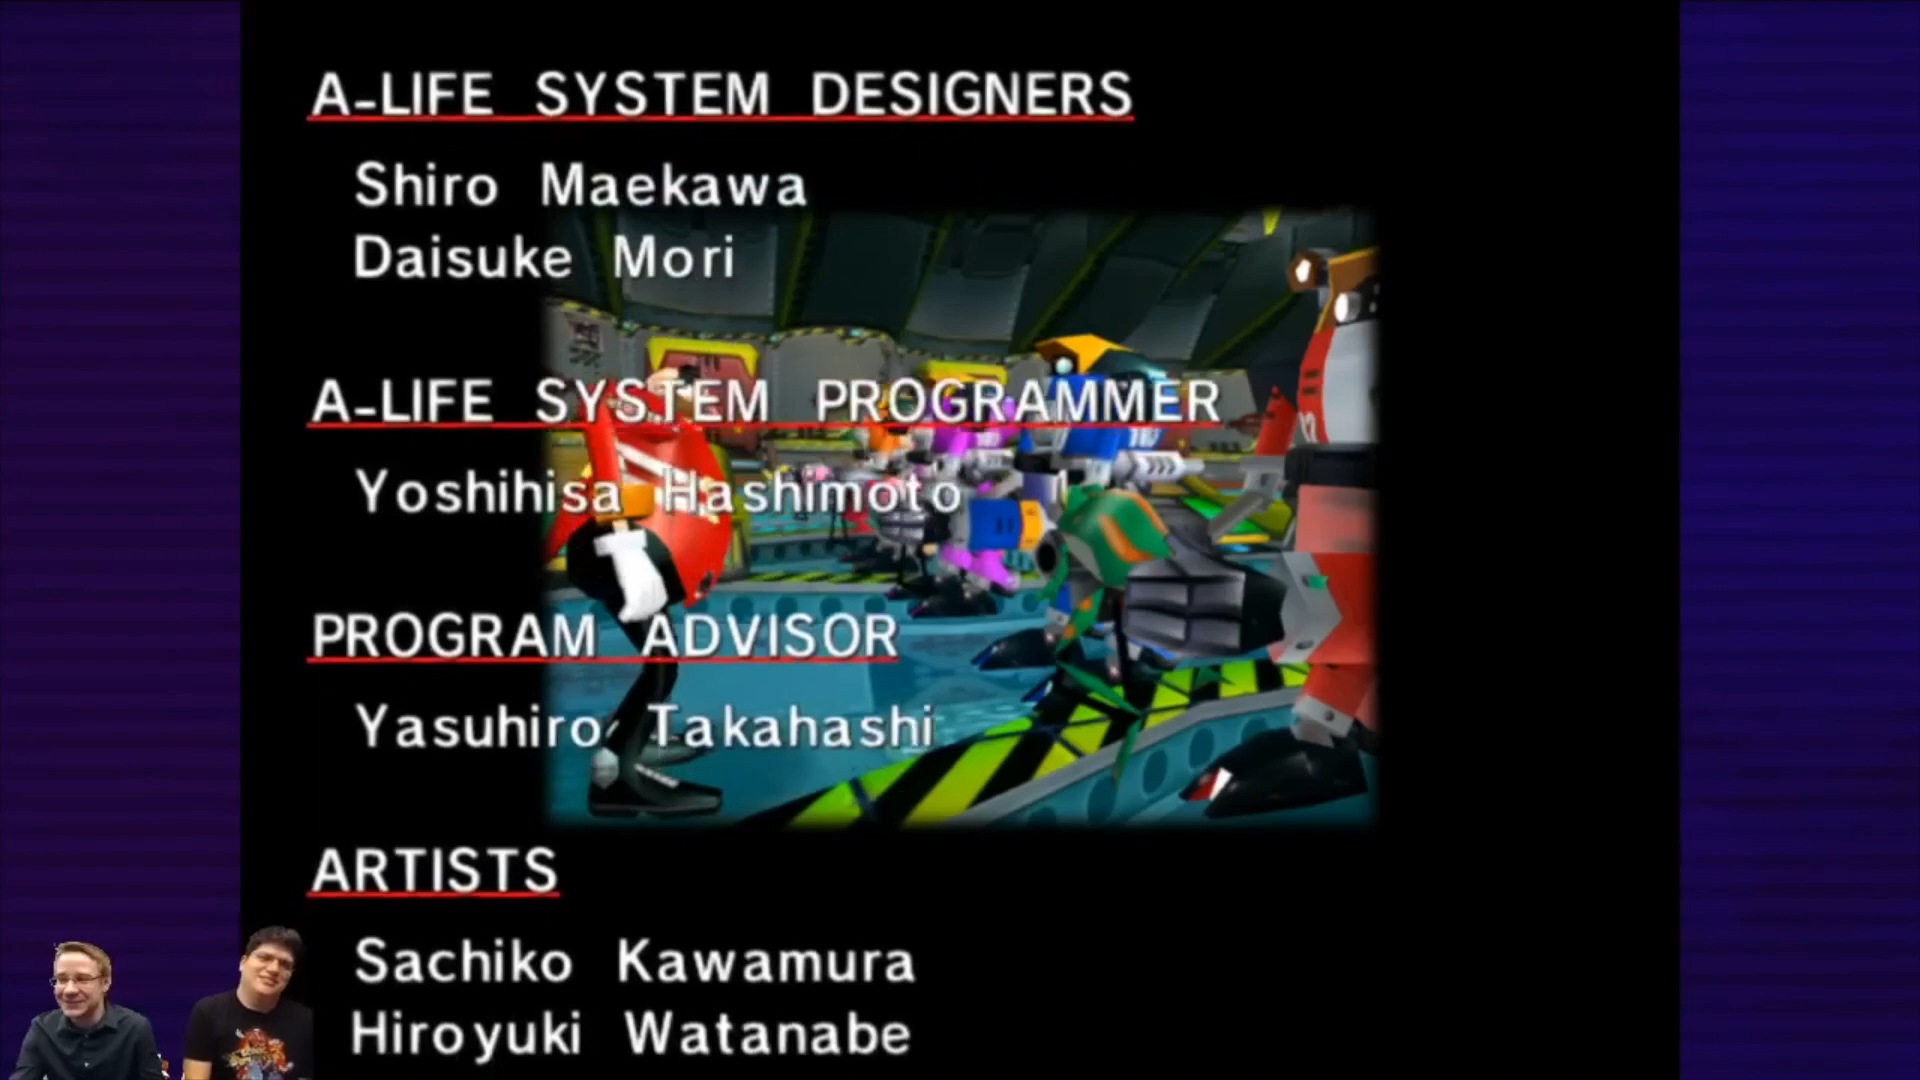 A-LIFE SYSTEM DESIGNERS
Shiro Maekawa
Daisuke Mori
A-LIFE SYSTEM PROGRAMMER
Yoshihisa Hashimoto
PROGRAM ADVISOR
Yasuhiro Takahashi
ARTISTS
Sachiko Kawamura
Hiroyuki Watanabe